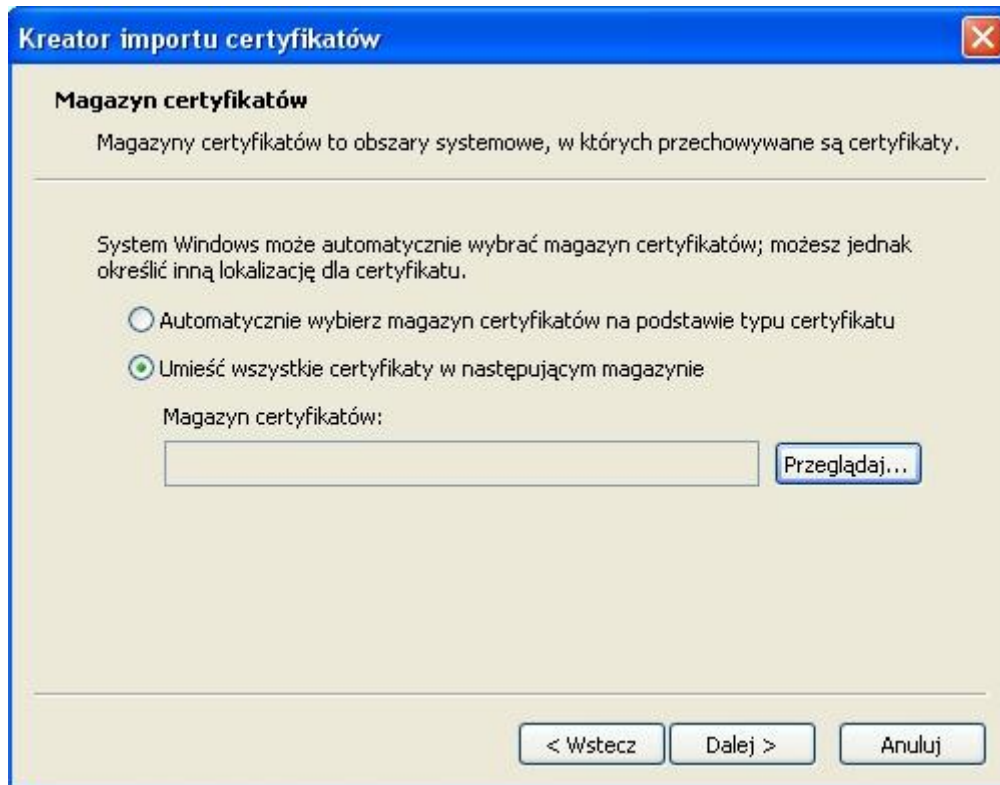 Kreator importu certyfikatów
Magazyn certyfikatów
Magazyny certyfikatów to obszary systemowe, w których przechowywane są certyfikaty.
System Windows może automatycznie wybrać magazyn certyfikatów; możesz jednak
określić inną lokalizację dla certyfikatu.
Automatycznie wybierz magazyn certyfikatów na podstawie typu certyfikatu
Umieść wszystkie certyfikaty w następującym magazynie
Magazyn certyfikatów:
Przeglądaj...
< Wstecz
Dalej >
Anuluj